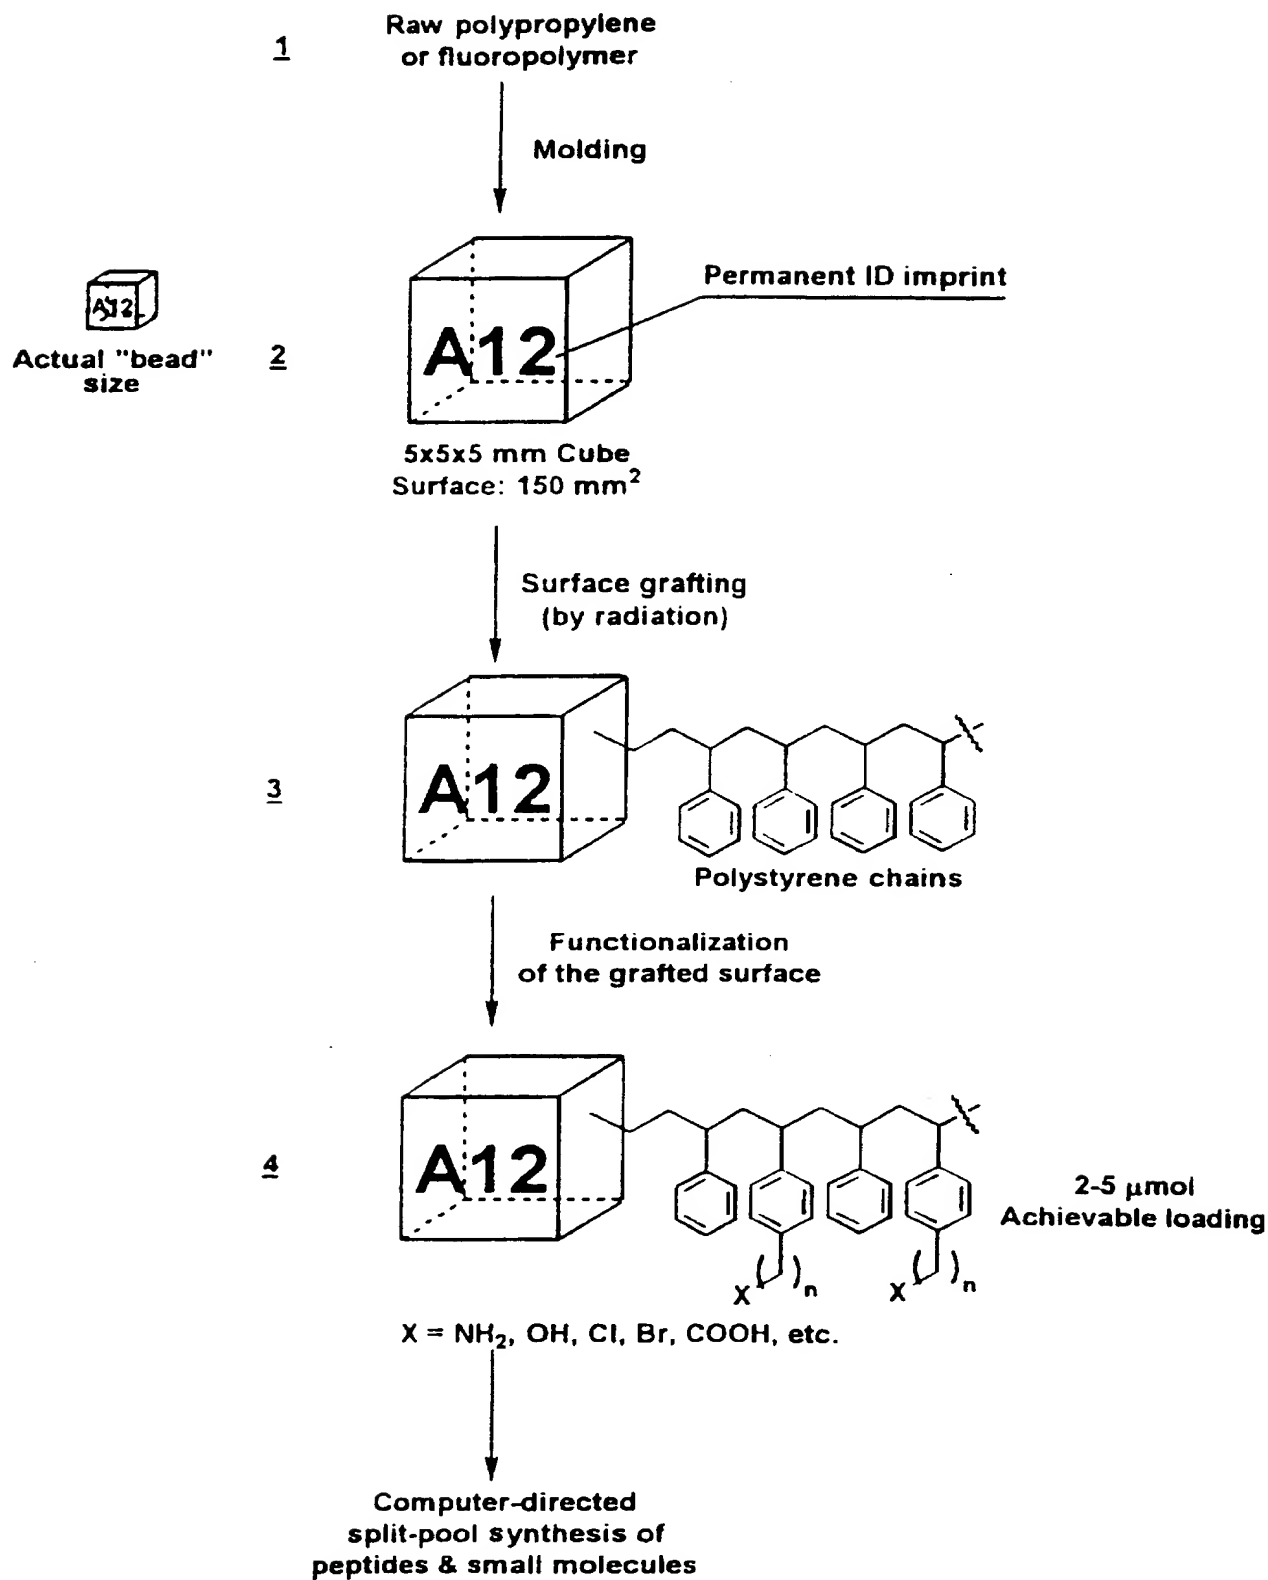 1
Raw polypropylene
or fluoropolymer
Molding
A12
Permanent ID imprint
A12
Actual "bead"
size
2
5x5x5 mm Cube
Surface: 150 mm²
Surface grafting
(by radiation)
3
A12
Polystyrene chains
Functionalization
of the grafted surface
4
A12
2-5 μmol
Achievable loading
X ( ) n
X ( ) n
X = NH₂, OH, Cl, Br, COOH, etc.
Computer-directed
split-pool synthesis of
peptides & small molecules